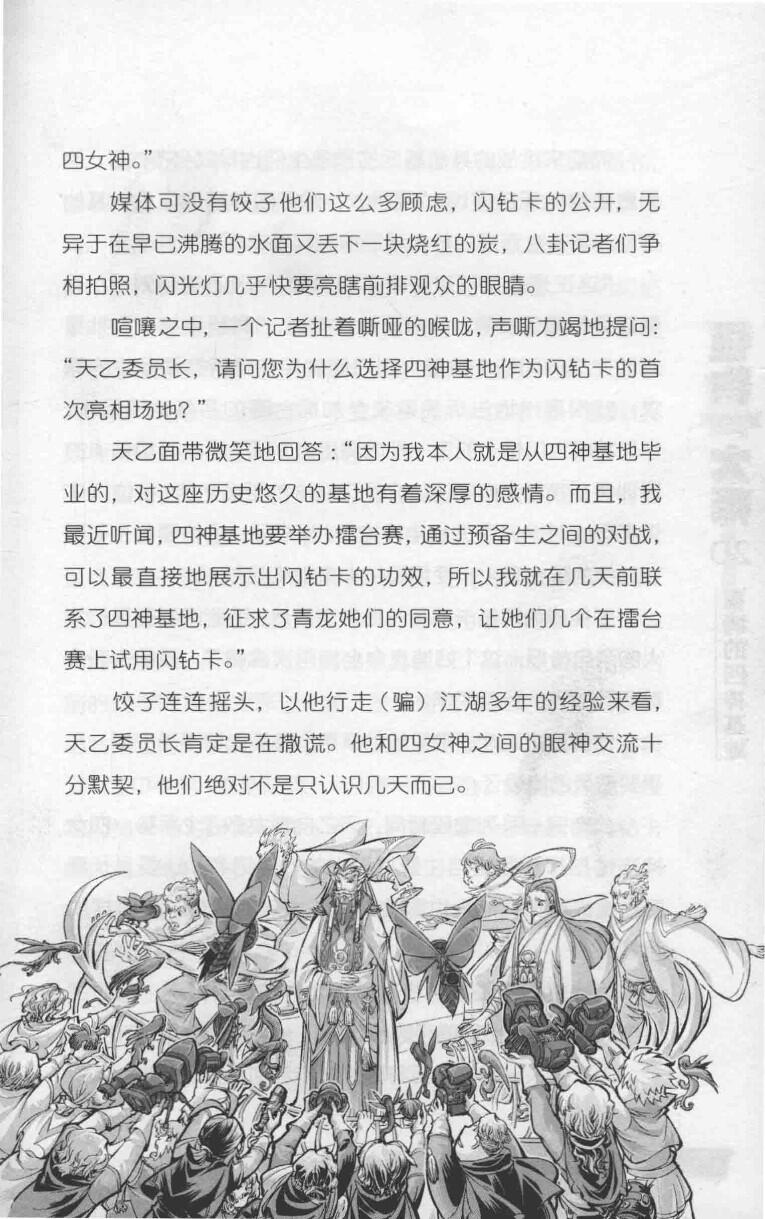 四女神。”
媒体可没有饺子他们这么多顾虑，闪钻卡的公开，无
异于在早已沸腾的水面又丢下一块烧红的炭，八卦记者们争
相拍照，闪光灯几乎快要亮瞎前排观众的眼睛。
喧嚷之中，一个记者扯着嘶哑的喉咙，声嘶力竭地提问：
“天乙委员长，请问您为什么选择四神基地作为闪钻卡的首
次亮相场地？”
天乙面带微笑地回答：“因为我本人就是从四神基地毕
业的，对这座历史悠久的基地有着深厚的感情。而且，我
最近听闻，四神基地要举办擂台赛，通过预备生之间的对战，
可以最直接地展示出闪钻卡的功效，所以我就在几天前联
系了四神基地，征求了青龙她们的同意，让她们几个在擂台
赛上试用闪钻卡。”
饺子连连摇头，以他行走（骗）江湖多年的经验来看，
天乙委员长肯定是在撒谎。他和四女神之间的眼神交流十
分默契，他们绝对不是只认识几天而已。